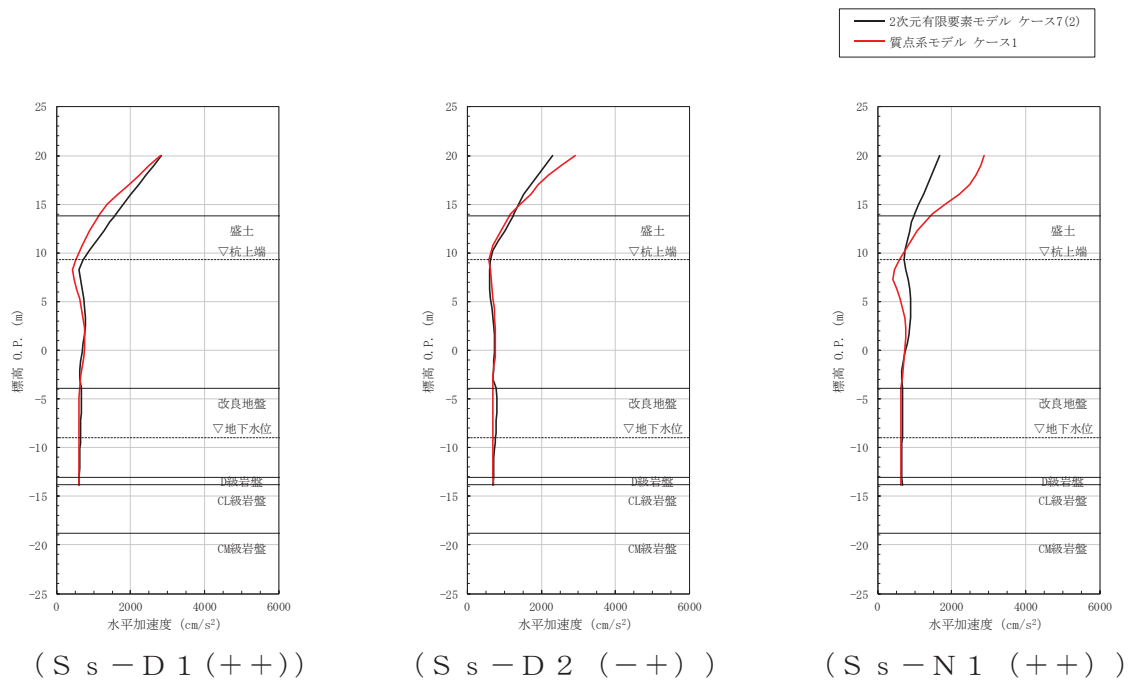 2次元有限要素モデル ケース7(2)
質点系モデル ケース1
25
20
15
10
5
0
-5
-10
-15
-20
-25
標高 O.P. (m)
盛土
▽杭上端
改良地盤
▽地下水位
D級岩盤
CL級岩盤
CM級岩盤
0 2000 4000 6000
水平加速度 (cm/s²)
(Ss-D1(++))
25
20
15
10
5
0
-5
-10
-15
-20
-25
標高 O.P. (m)
盛土
▽杭上端
改良地盤
▽地下水位
D級岩盤
CL級岩盤
CM級岩盤
0 2000 4000 6000
水平加速度 (cm/s²)
(Ss-D2 (-+) )
25
20
15
10
5
0
-5
-10
-15
-20
-25
標高 O.P. (m)
盛土
▽杭上端
改良地盤
▽地下水位
D級岩盤
CL級岩盤
CM級岩盤
0 2000 4000 6000
水平加速度 (cm/s²)
(Ss-N1 (++) )